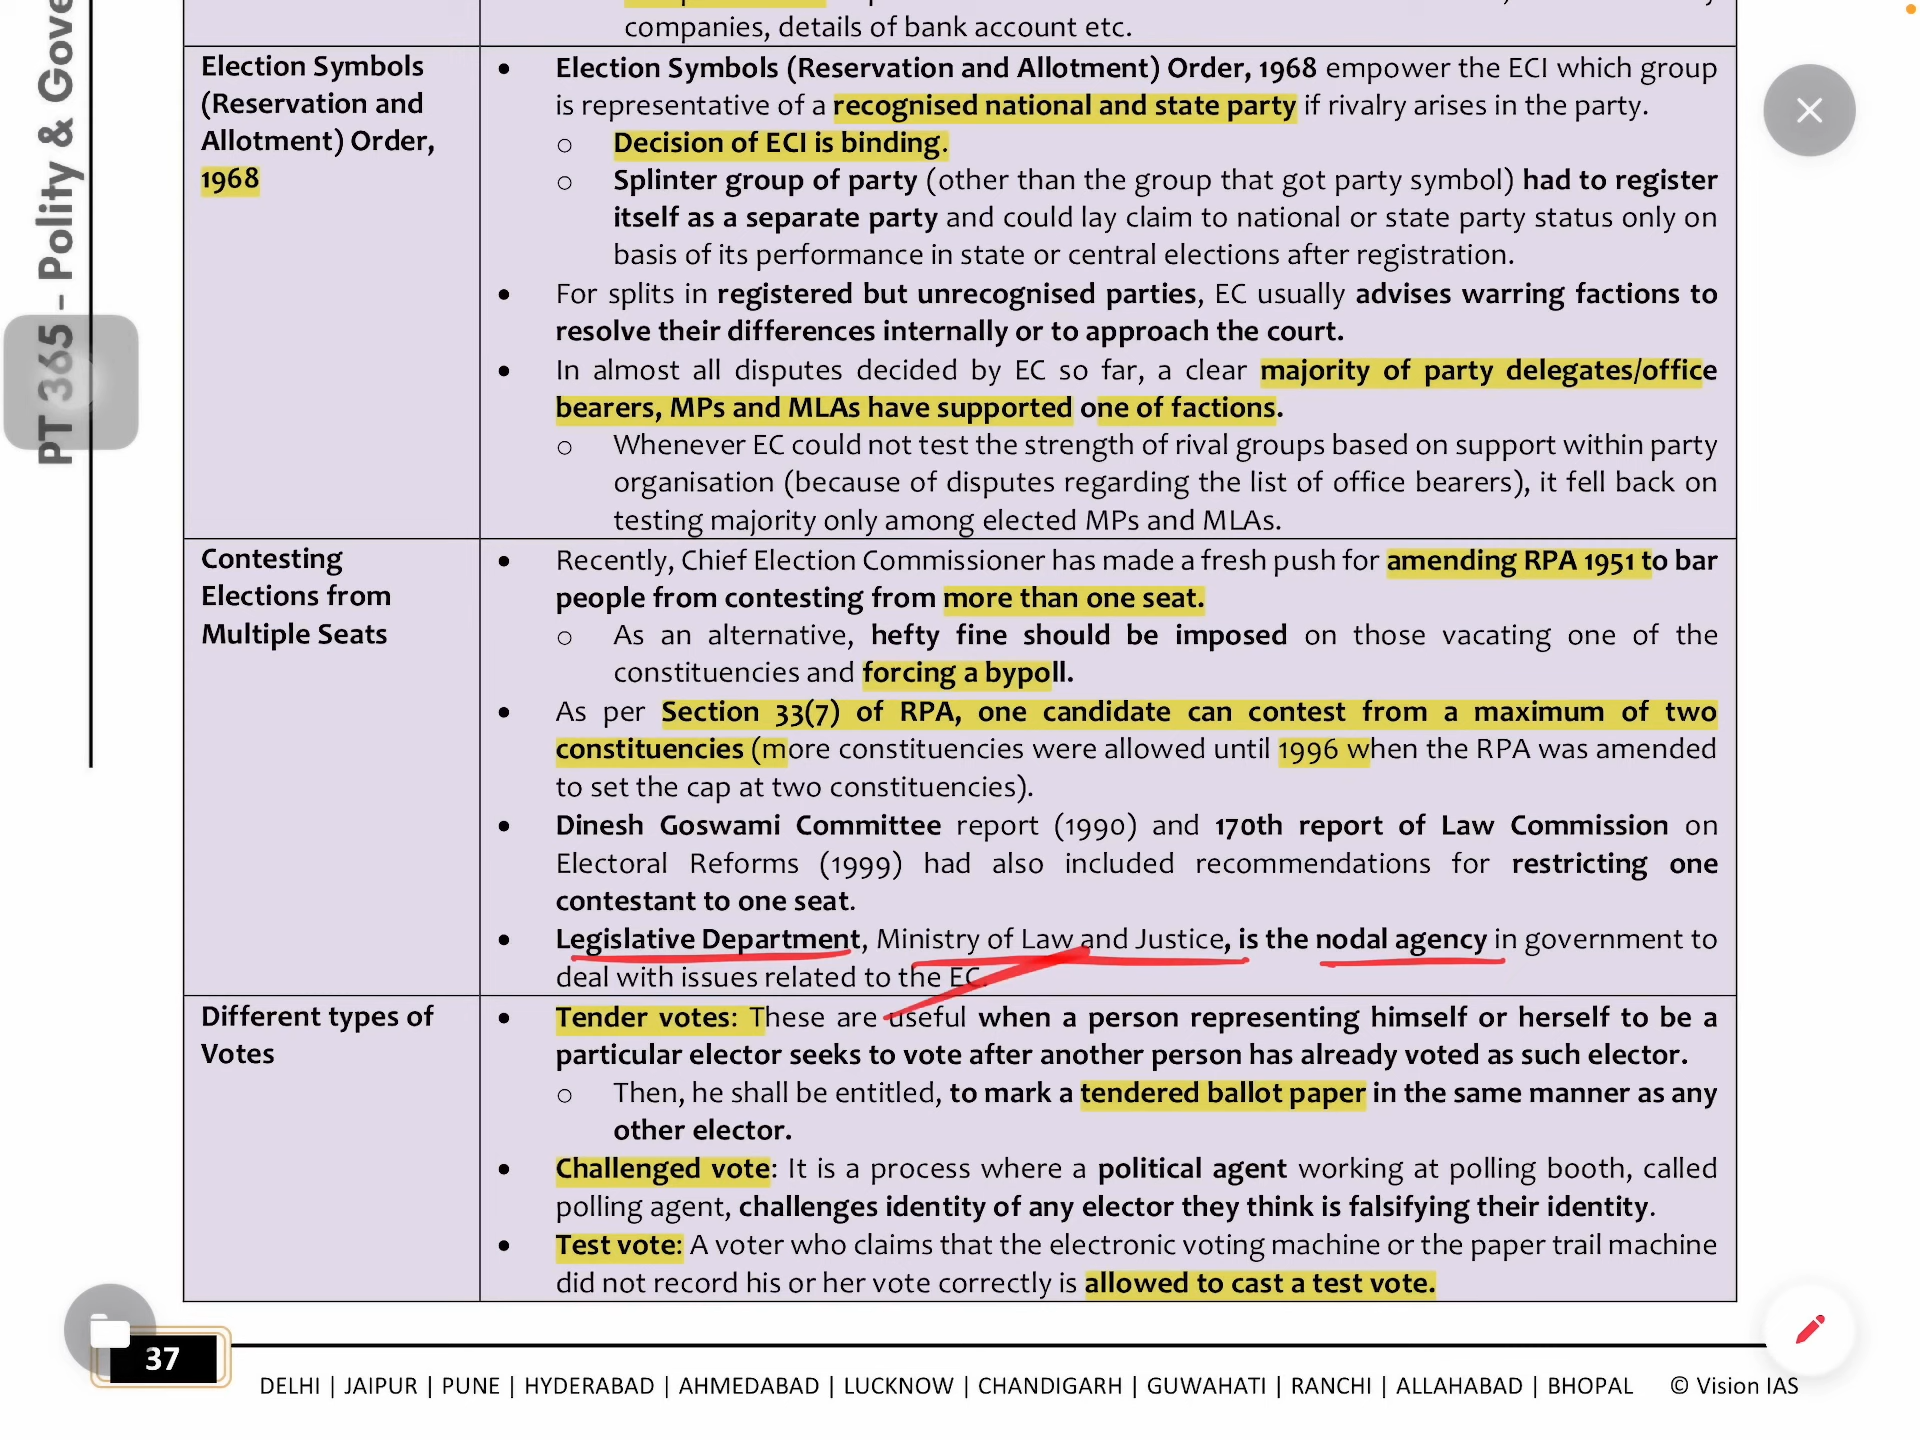 PT 365 - Polity & Gove
companies, details of bank account etc.
Election Symbols
(Reservation and
Allotment) Order,
1968
• Election Symbols (Reservation and Allotment) Order, 1968 empower the ECI which group
is representative of a recognised national and state party if rivalry arises in the party.
o Decision of ECI is binding.
o Splinter group of party (other than the group that got party symbol) had to register
itself as a separate party and could lay claim to national or state party status only on
basis of its performance in state or central elections after registration.
• For splits in registered but unrecognised parties, EC usually advises warring factions to
resolve their differences internally or to approach the court.
• In almost all disputes decided by EC so far, a clear majority of party delegates/office
bearers, MPs and MLAs have supported one of factions.
o Whenever EC could not test the strength of rival groups based on support within party
organisation (because of disputes regarding the list of office bearers), it fell back on
testing majority only among elected MPs and MLAs.
Contesting
Elections from
Multiple Seats
• Recently, Chief Election Commissioner has made a fresh push for amending RPA 1951 to bar
people from contesting from more than one seat.
o As an alternative, hefty fine should be imposed on those vacating one of the
constituencies and forcing a bypoll.
• As per Section 33(7) of RPA, one candidate can contest from a maximum of two
constituencies (more constituencies were allowed until 1996 when the RPA was amended
to set the cap at two constituencies).
• Dinesh Goswami Committee report (1990) and 170th report of Law Commission on
Electoral Reforms (1999) had also included recommendations for restricting one
contestant to one seat.
• Legislative Department, Ministry of Law and Justice, is the nodal agency in government to
deal with issues related to the EC.
Different types of
Votes
• Tender votes: These are useful when a person representing himself or herself to be a
particular elector seeks to vote after another person has already voted as such elector.
o Then, he shall be entitled, to mark a tendered ballot paper in the same manner as any
other elector.
• Challenged vote: It is a process where a political agent working at polling booth, called
polling agent, challenges identity of any elector they think is falsifying their identity.
• Test vote: A voter who claims that the electronic voting machine or the paper trail machine
did not record his or her vote correctly is allowed to cast a test vote.
37
DELHI | JAIPUR | PUNE | HYDERABAD | AHMEDABAD | LUCKNOW | CHANDIGARH | GUWAHATI | RANCHI | ALLAHABAD | BHOPAL © Vision IAS